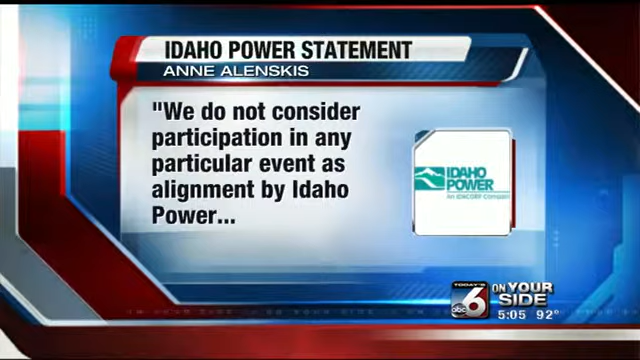 IDAHO POWER STATEMENT
ANNE ALENSKIS
"We do not consider
participation in any
particular event as
alignment by Idaho
Power...
IDAHO
POWER
An IDACORP Company
TODAY'S
abc 6
ON YOUR
SIDE
5:05 92°